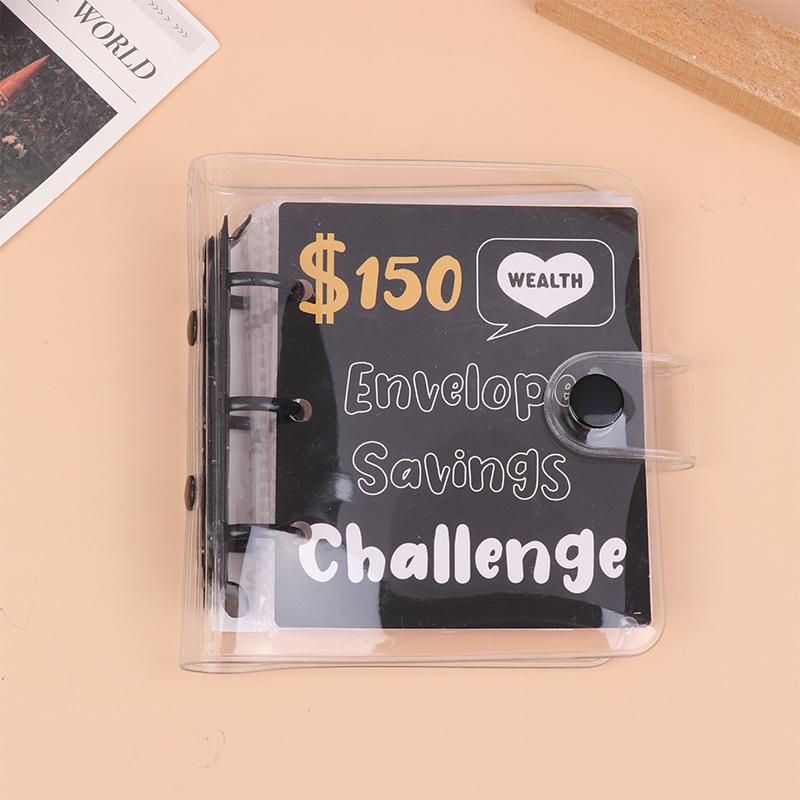 WORLD
$150
WEALTH
Envelope
Savings
Challenge